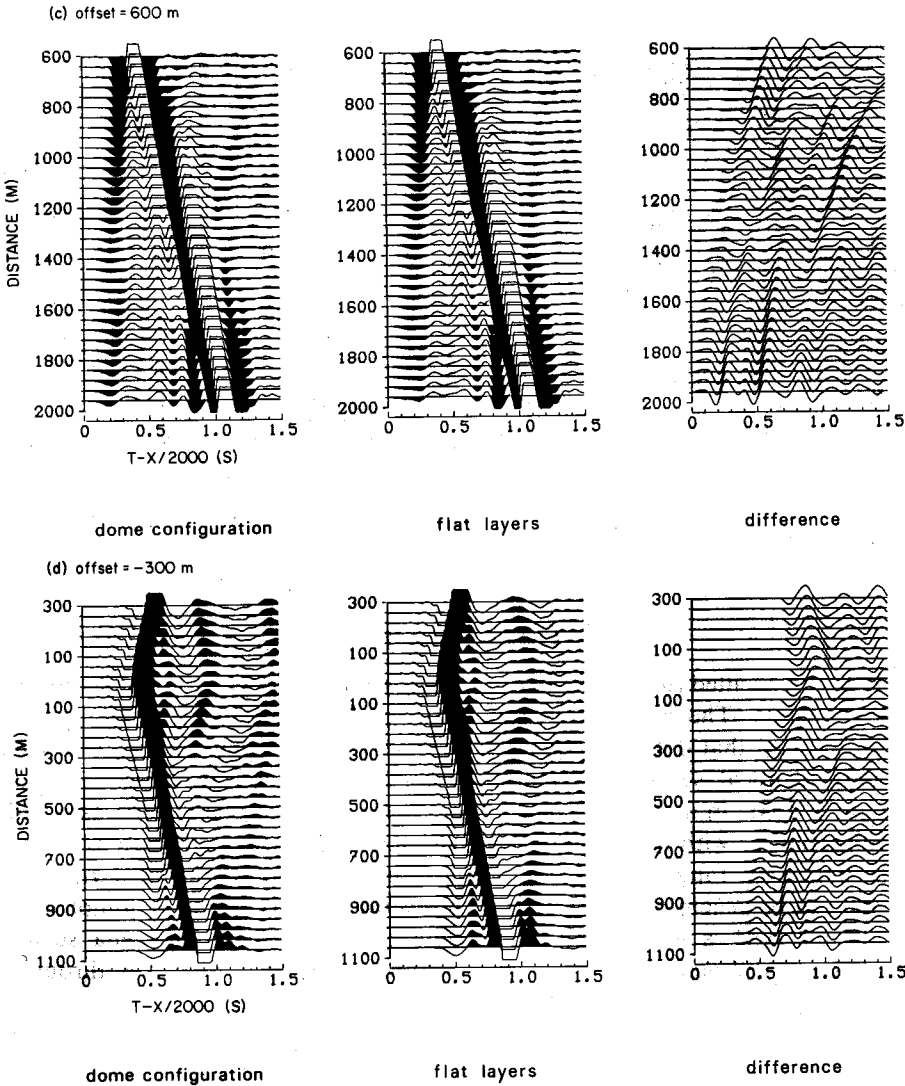 (c) offset = 600 m
600
800
1000
1200
1400
1600
1800
2000
DISTANCE (M)
0 0.5 1.0 1.5
T-X/2000 (S)
600
800
1000
1200
1400
1600
1800
2000
0 0.5 1.0 1.5
600
800
1000
1200
1400
1600
1800
2000
0 0.5 1.0 1.5
dome configuration
flat layers
difference
(d) offset = -300 m
300
100
100
300
500
700
900
1100
DISTANCE (M)
0 0.5 1.0 1.5
T-X/2000 (S)
300
100
100
300
500
700
900
1100
0 0.5 1.0 1.5
300
100
100
300
500
700
900
1100
0 0.5 1.0 1.5
dome configuration
flat layers
difference